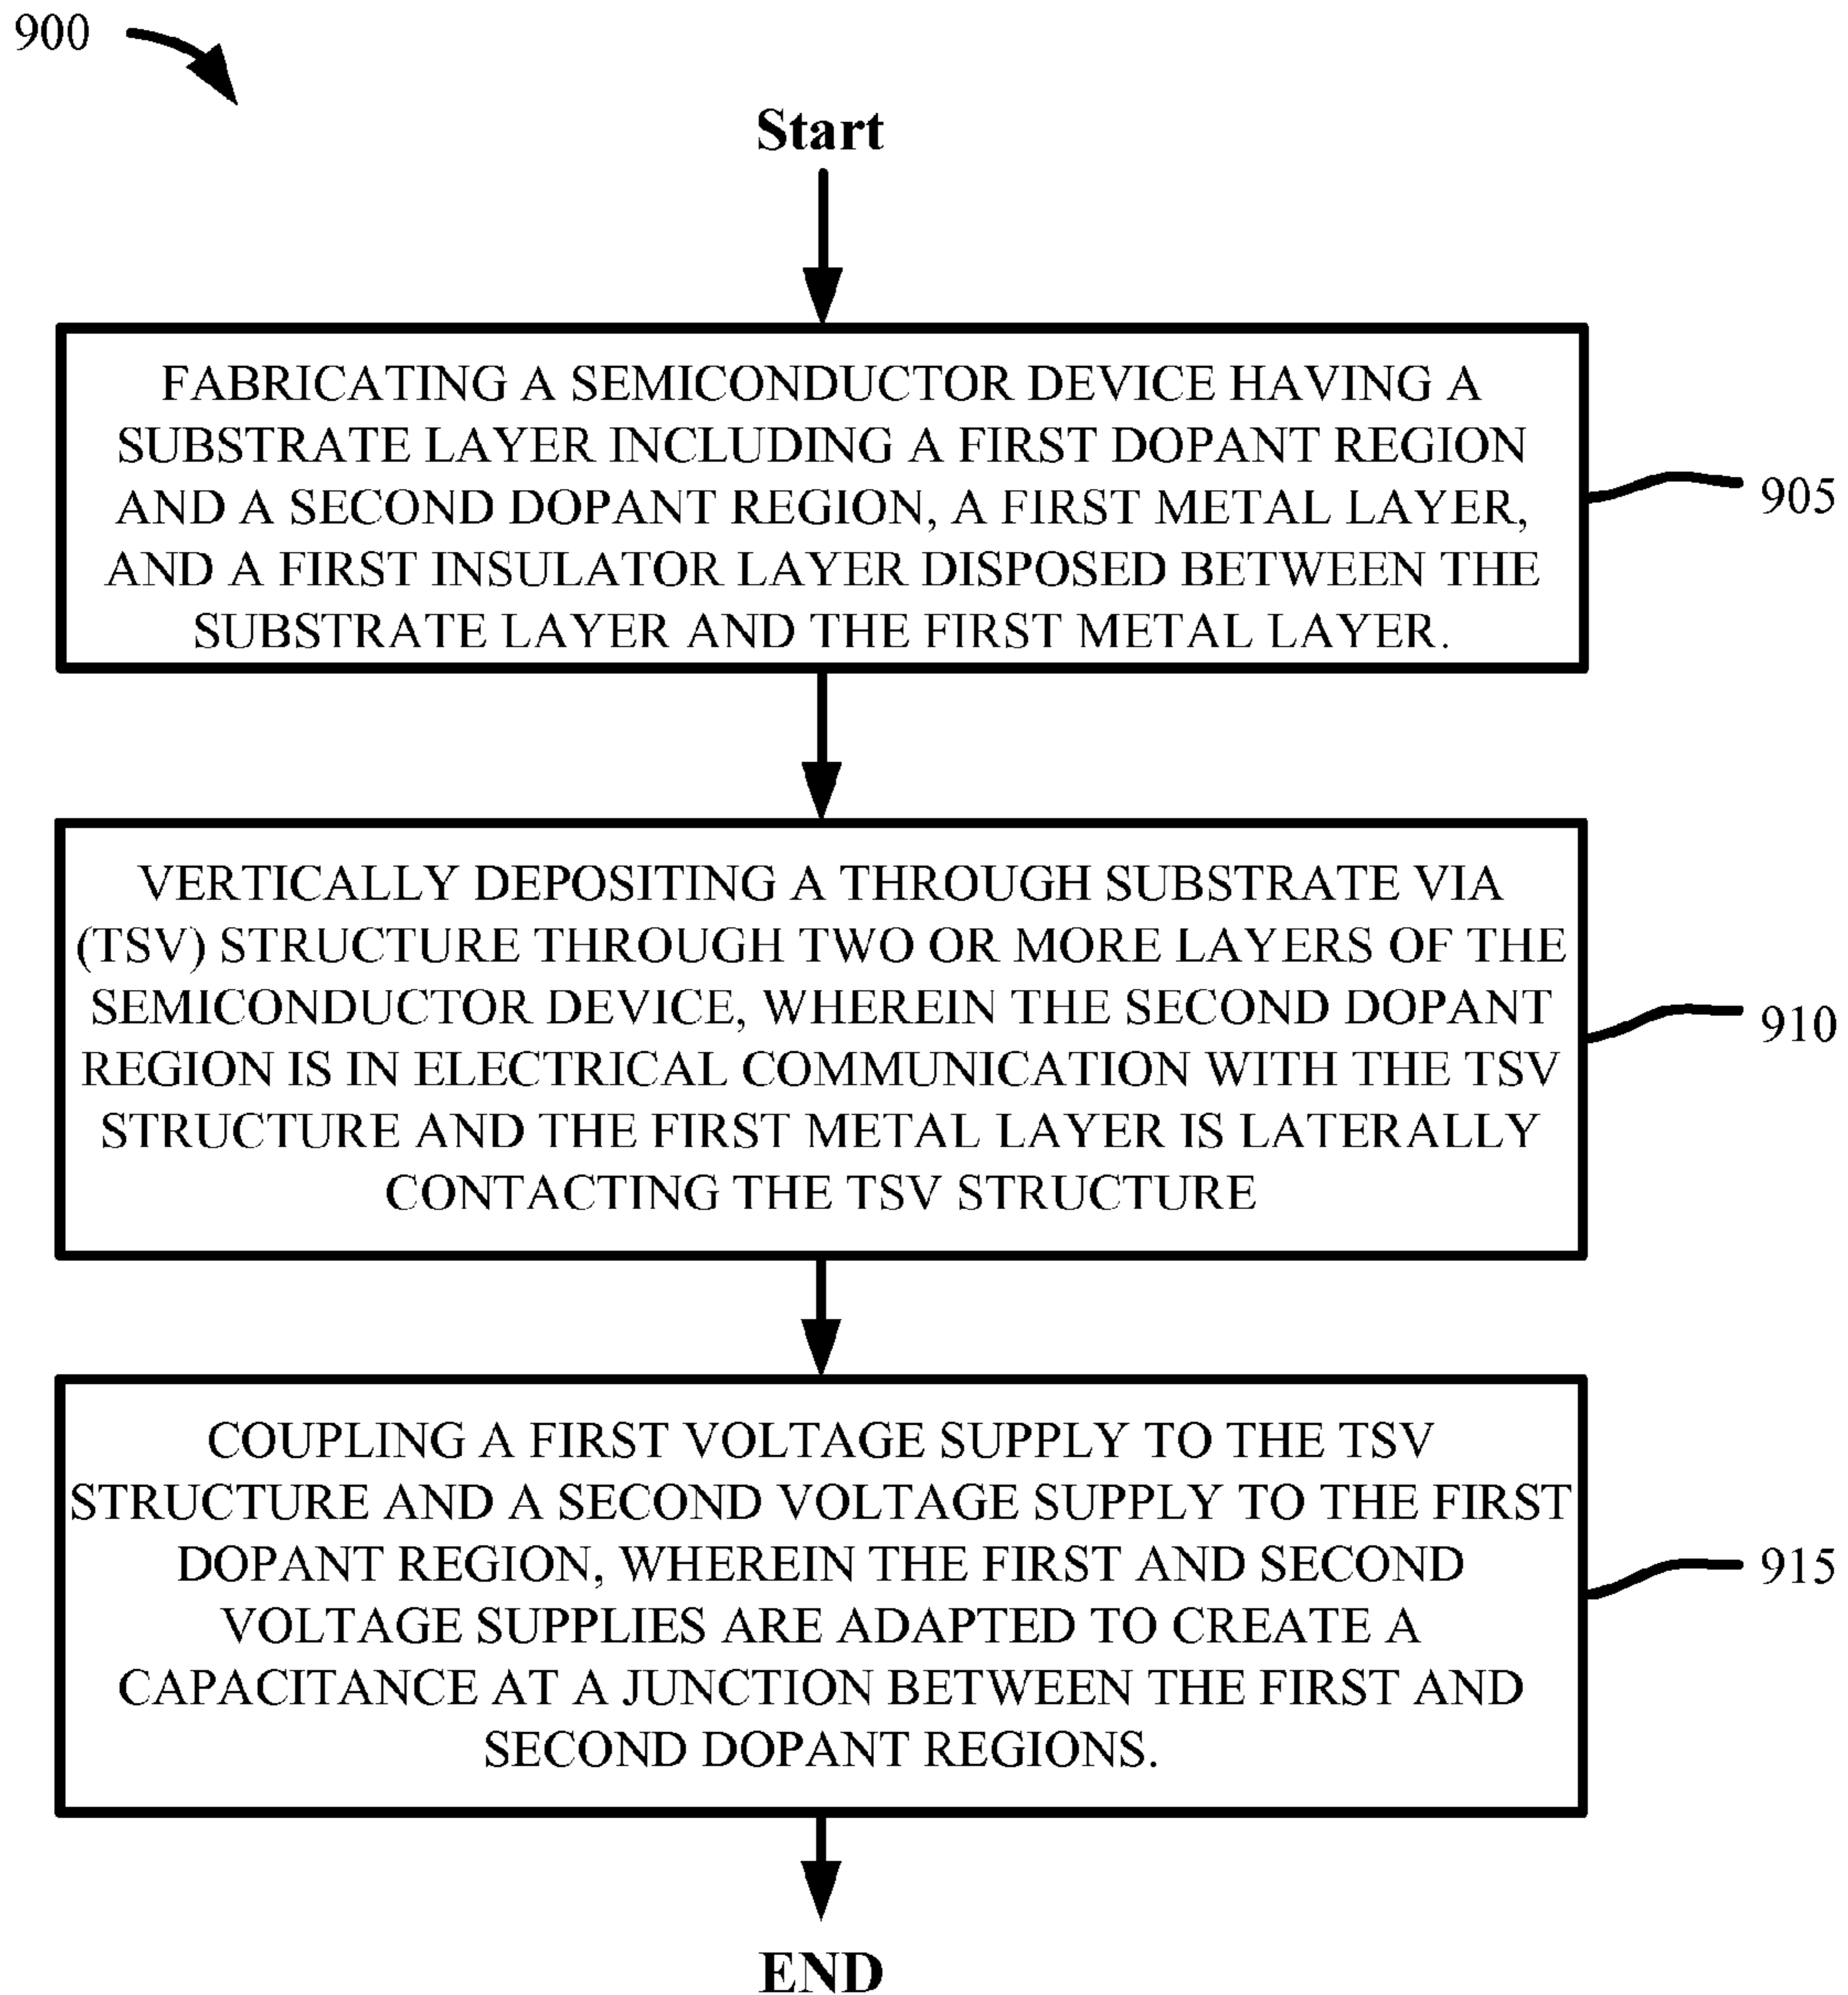 900
Start
FABRICATING A SEMICONDUCTOR DEVICE HAVING A
SUBSTRATE LAYER INCLUDING A FIRST DOPANT REGION
AND A SECOND DOPANT REGION, A FIRST METAL LAYER,
AND A FIRST INSULATOR LAYER DISPOSED BETWEEN THE
SUBSTRATE LAYER AND THE FIRST METAL LAYER.
905
VERTICALLY DEPOSITING A THROUGH SUBSTRATE VIA
(TSV) STRUCTURE THROUGH TWO OR MORE LAYERS OF THE
SEMICONDUCTOR DEVICE, WHEREIN THE SECOND DOPANT
REGION IS IN ELECTRICAL COMMUNICATION WITH THE TSV
STRUCTURE AND THE FIRST METAL LAYER IS LATERALLY
CONTACTING THE TSV STRUCTURE
910
COUPLING A FIRST VOLTAGE SUPPLY TO THE TSV
STRUCTURE AND A SECOND VOLTAGE SUPPLY TO THE FIRST
DOPANT REGION, WHEREIN THE FIRST AND SECOND
VOLTAGE SUPPLIES ARE ADAPTED TO CREATE A
CAPACITANCE AT A JUNCTION BETWEEN THE FIRST AND
SECOND DOPANT REGIONS.
915
END